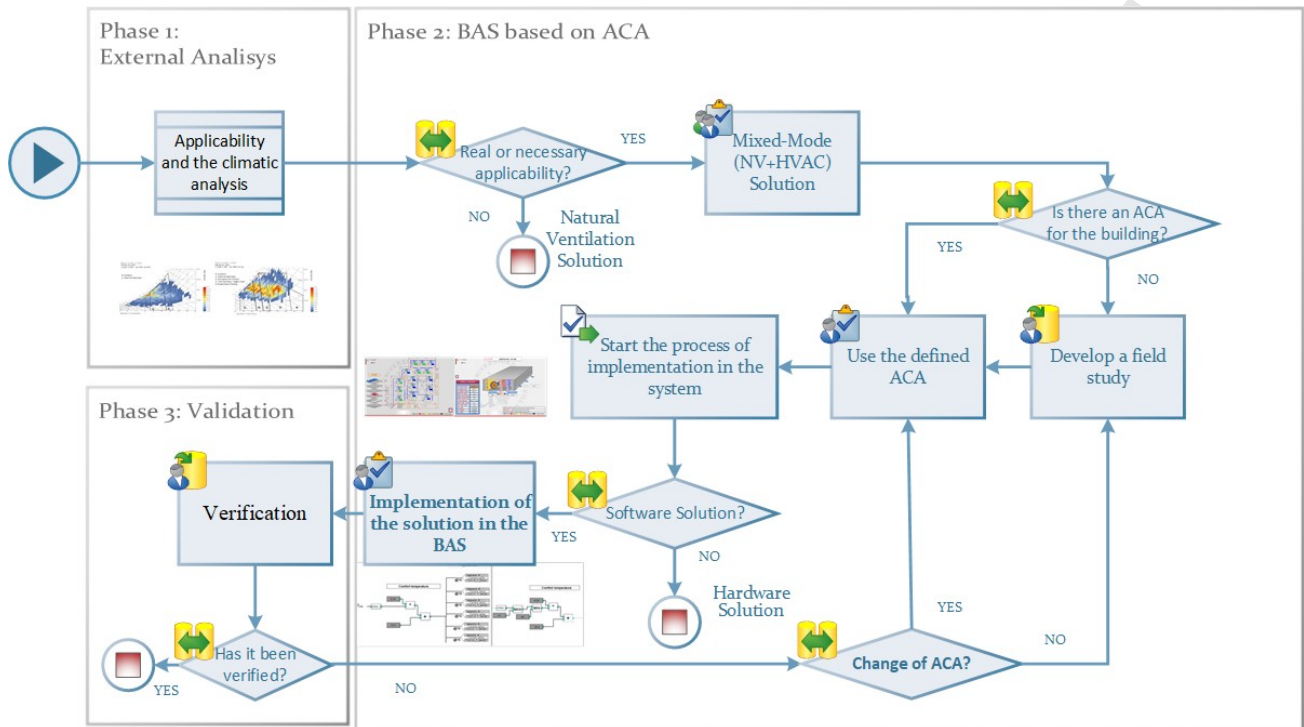 Phase 1:
External Analisys
Applicability
and the climatic
analysis
Phase 2: BAS based on ACA
Real or necessary
applicability?
YES
NO
Natural
Ventilation
Solution
Mixed-Mode
(NV+HVAC)
Solution
Is there an ACA
for the building?
YES
NO
Develop a field
study
Use the defined
ACA
Start the process of
implementation in the
system
Software Solution?
YES
NO
Hardware
Solution
Implementation of
the solution in the
BAS
Phase 3: Validation
Verification
Has it been
verified?
YES
NO
Change of ACA?
YES
NO